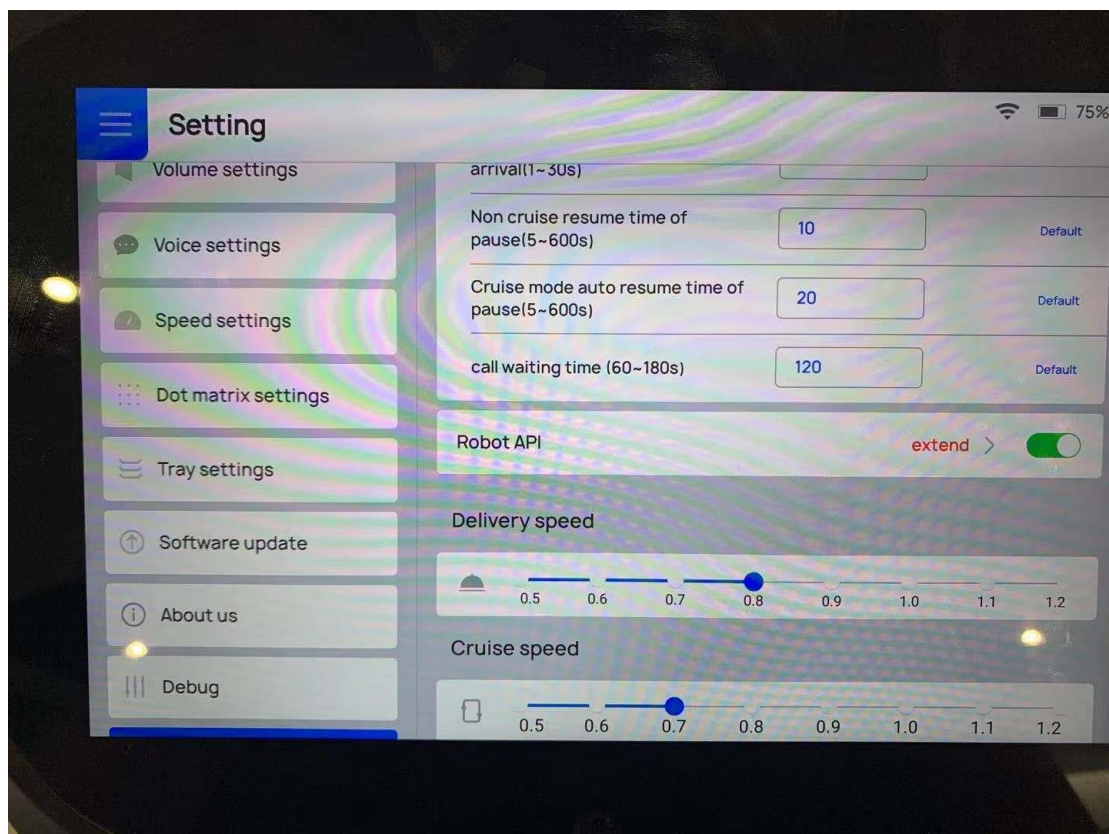 Setting
75%
Volume settings
Voice settings
Speed settings
Dot matrix settings
Tray settings
Software update
About us
Debug
arrival(1~30s)
Non cruise resume time of
pause(5~600s)
10
Default
Cruise mode auto resume time of
pause(5~600s)
20
Default
call waiting time (60~180s)
120
Default
Robot API
extend >
Delivery speed
0.5 0.6 0.7 0.8 0.9 1.0 1.1 1.2
Cruise speed
0.5 0.6 0.7 0.8 0.9 1.0 1.1 1.2